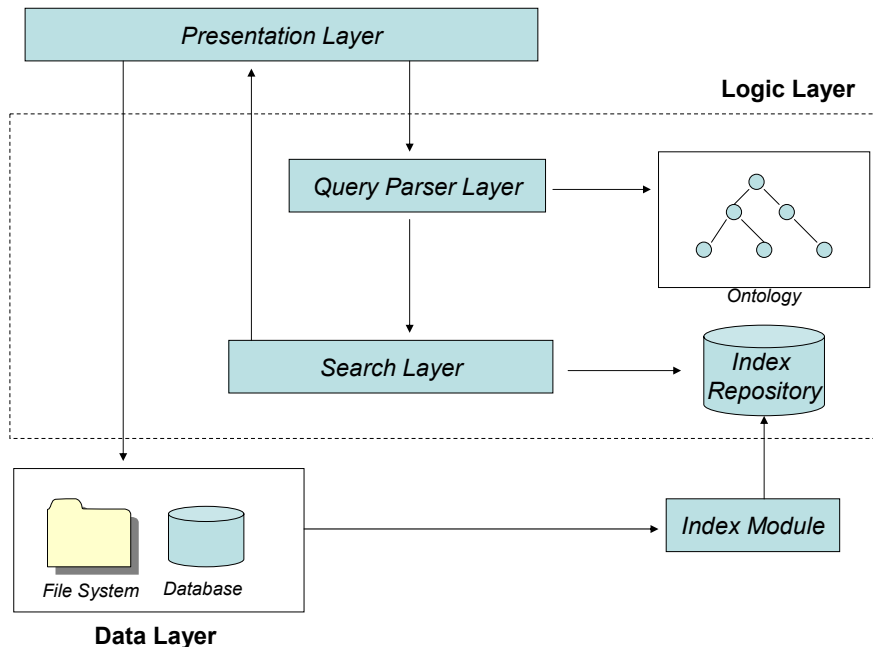 Presentation Layer
Logic Layer
Query Parser Layer
Ontology
Search Layer
Index
Repository
Index Module
File System
Database
Data Layer